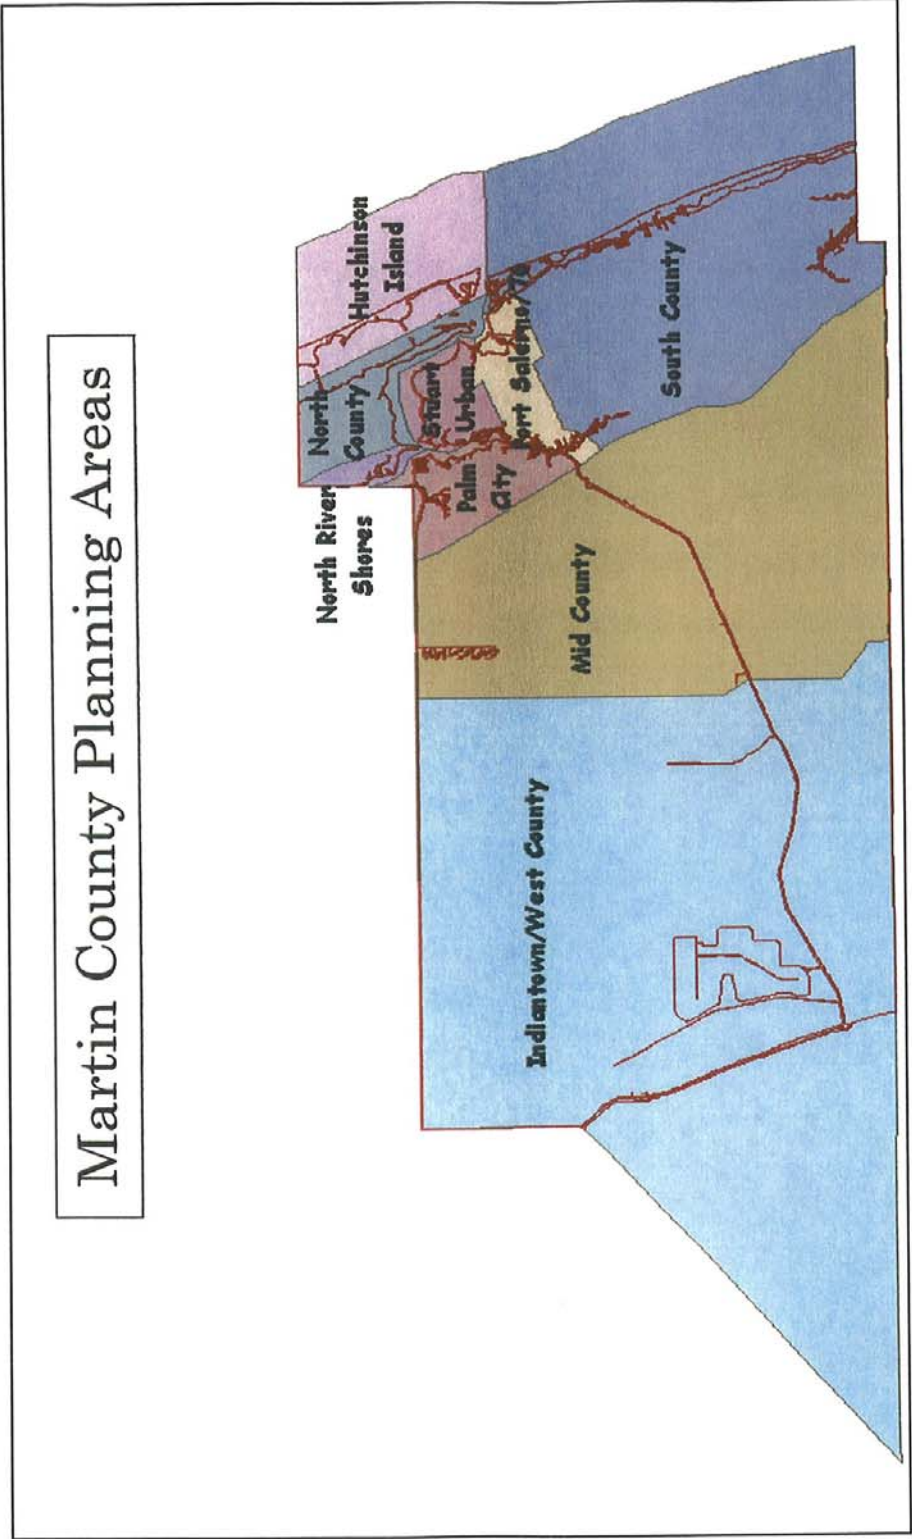 Martin County Planning Areas
North River
Shores
North
County
Hutchinson
Island
Stuart
Urban
Palm
City
Port Salerno/76
Mid County
South County
Indiantown/West County